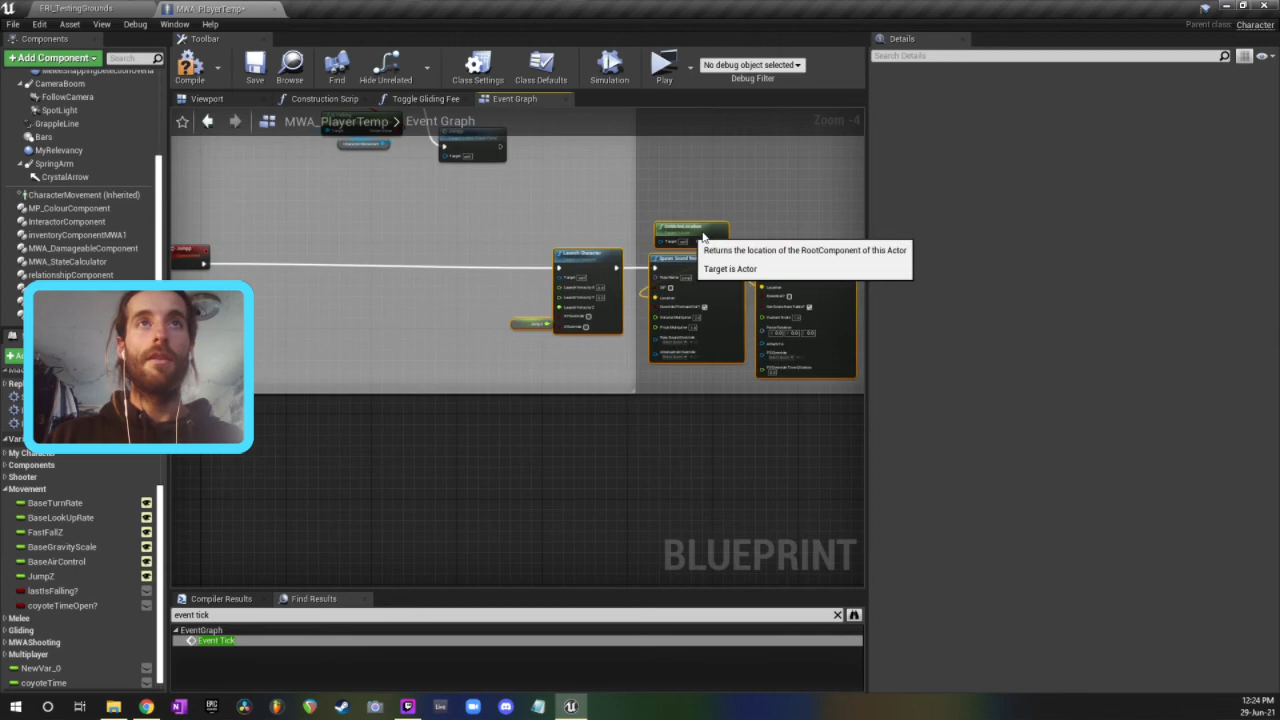 ERL_TestingGrounds
MWA_PlayerTemp*
File
Edit
Asset
View
Debug
Window
Help
Parent class: Character
Components
Toolbar
Details
+Add Component
Search
Compile
Save
Browse
Find
Hide Unrelated
Class Settings
Class Defaults
Simulation
Play
No debug object selected
Debug Filter
Search Details
CameraBoom
FollowCamera
SpotLight
GrappleLine
Bars
MyRelevancy
SpringArm
CrystalArrow
CharacterMovement (Inherited)
MP_ColourComponent
InteractorComponent
inventoryComponentMWA1
MWA_DamageableComponent
MWA_StateCalculator
relationshipComponent
Viewport
Construction Scrip
Toggle Gliding Fee
Event Graph
MWA_PlayerTemp > Event Graph
Zoom -4
Launch Character
Returns the location of the RootComponent of this Actor
Target is Actor
BLUEPRINT
Components
Shooter
Movement
BaseTurnRate
BaseLookUpRate
FastFallZ
BaseGravityScale
BaseAirControl
JumpZ
lastIsFalling?
coyoteTimeOpen?
Melee
Gliding
MWAShooting
Multiplayer
NewVar_0
coyoteTime
Compiler Results
Find Results
event tick
EventGraph
Event Tick
12:24 PM
29-Jun-21